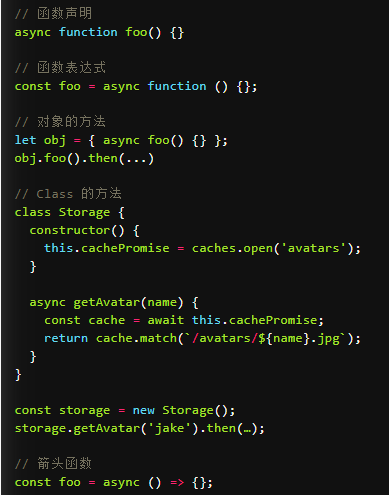 // 函数声明
async function foo() {}
// 函数表达式
const foo = async function () {};
// 对象的方法
let obj = { async foo() {} };
obj.foo().then(...)
// Class 的方法
class Storage {
  constructor() {
    this.cachePromise = caches.open('avatars');
  }
  async getAvatar(name) {
    const cache = await this.cachePromise;
    return cache.match(`/avatars/${name}.jpg`);
  }
}
const storage = new Storage();
storage.getAvatar('jake').then(…);
// 箭头函数
const foo = async () => {};